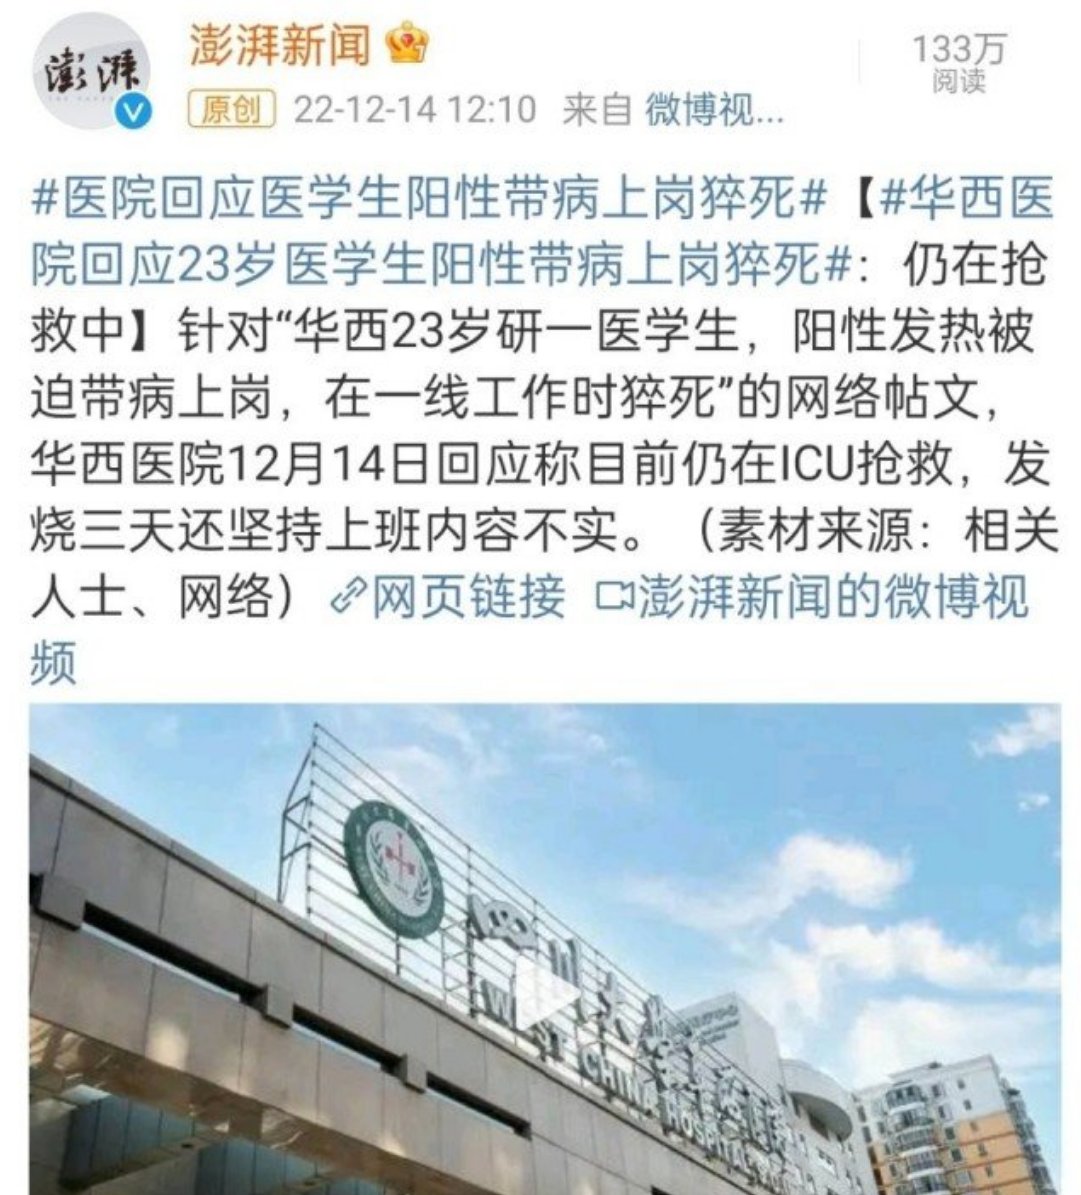 澎湃
澎湃新闻
133万
阅读
原创 22-12-14 12:10 来自 微博视...
#医院回应医学生阳性带病上岗猝死#【#华西医
院回应23岁医学生阳性带病上岗猝死#：仍在抢
救中】针对“华西23岁研一医学生，阳性发热被
迫带病上岗，在一线工作时猝死”的网络帖文，
华西医院12月14日回应称目前仍在ICU抢救，发
烧三天还坚持上班内容不实。（素材来源：相关
人士、网络）网页链接 澎湃新闻的微博视
频
四川大学华西医院
WEST CHINA HOSPITAL